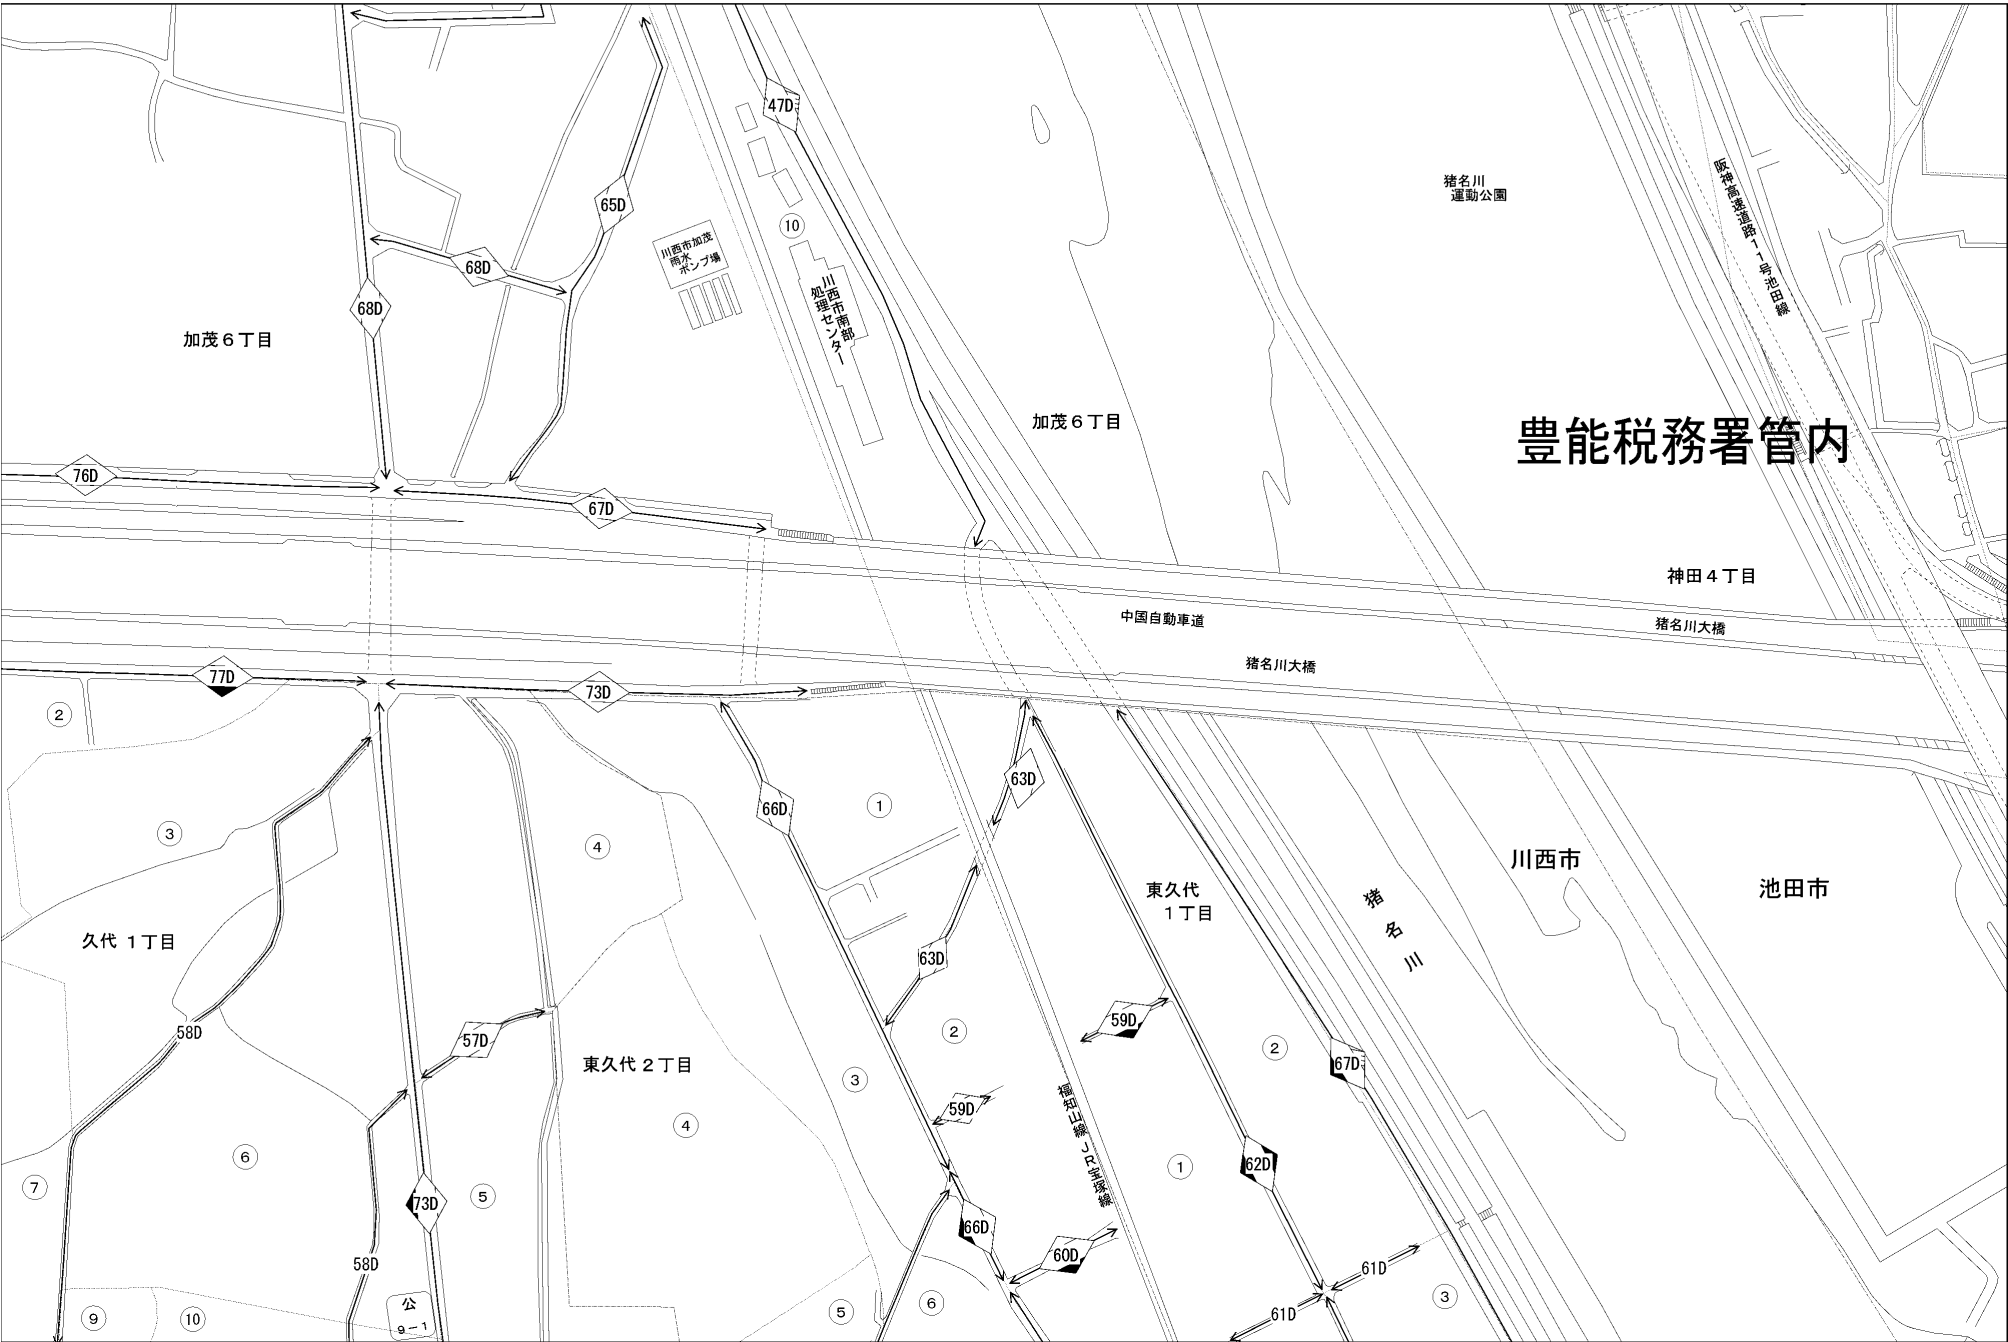 47D
65D
68D
68D
⑩
川西市加茂
雨水
ポンプ場
川西市南部
処理センター
猪名川
運動公園
阪神高速道路11号池田線
加茂6丁目
加茂6丁目
豊能税務署管内
76D
67D
神田4丁目
中国自動車道
猪名川大橋
猪名川大橋
77D
73D
②
66D
63D
①
③
④
川西市
池田市
東久代
1丁目
猪名川
久代 1丁目
63D
58D
57D
59D
②
②
67D
東久代 2丁目
③
59D
④
福知山線 JR宝塚線
⑥
⑦
73D
⑤
①
62D
66D
60D
58D
61D
61D
公
9-1
⑨
⑩
⑤
⑥
③